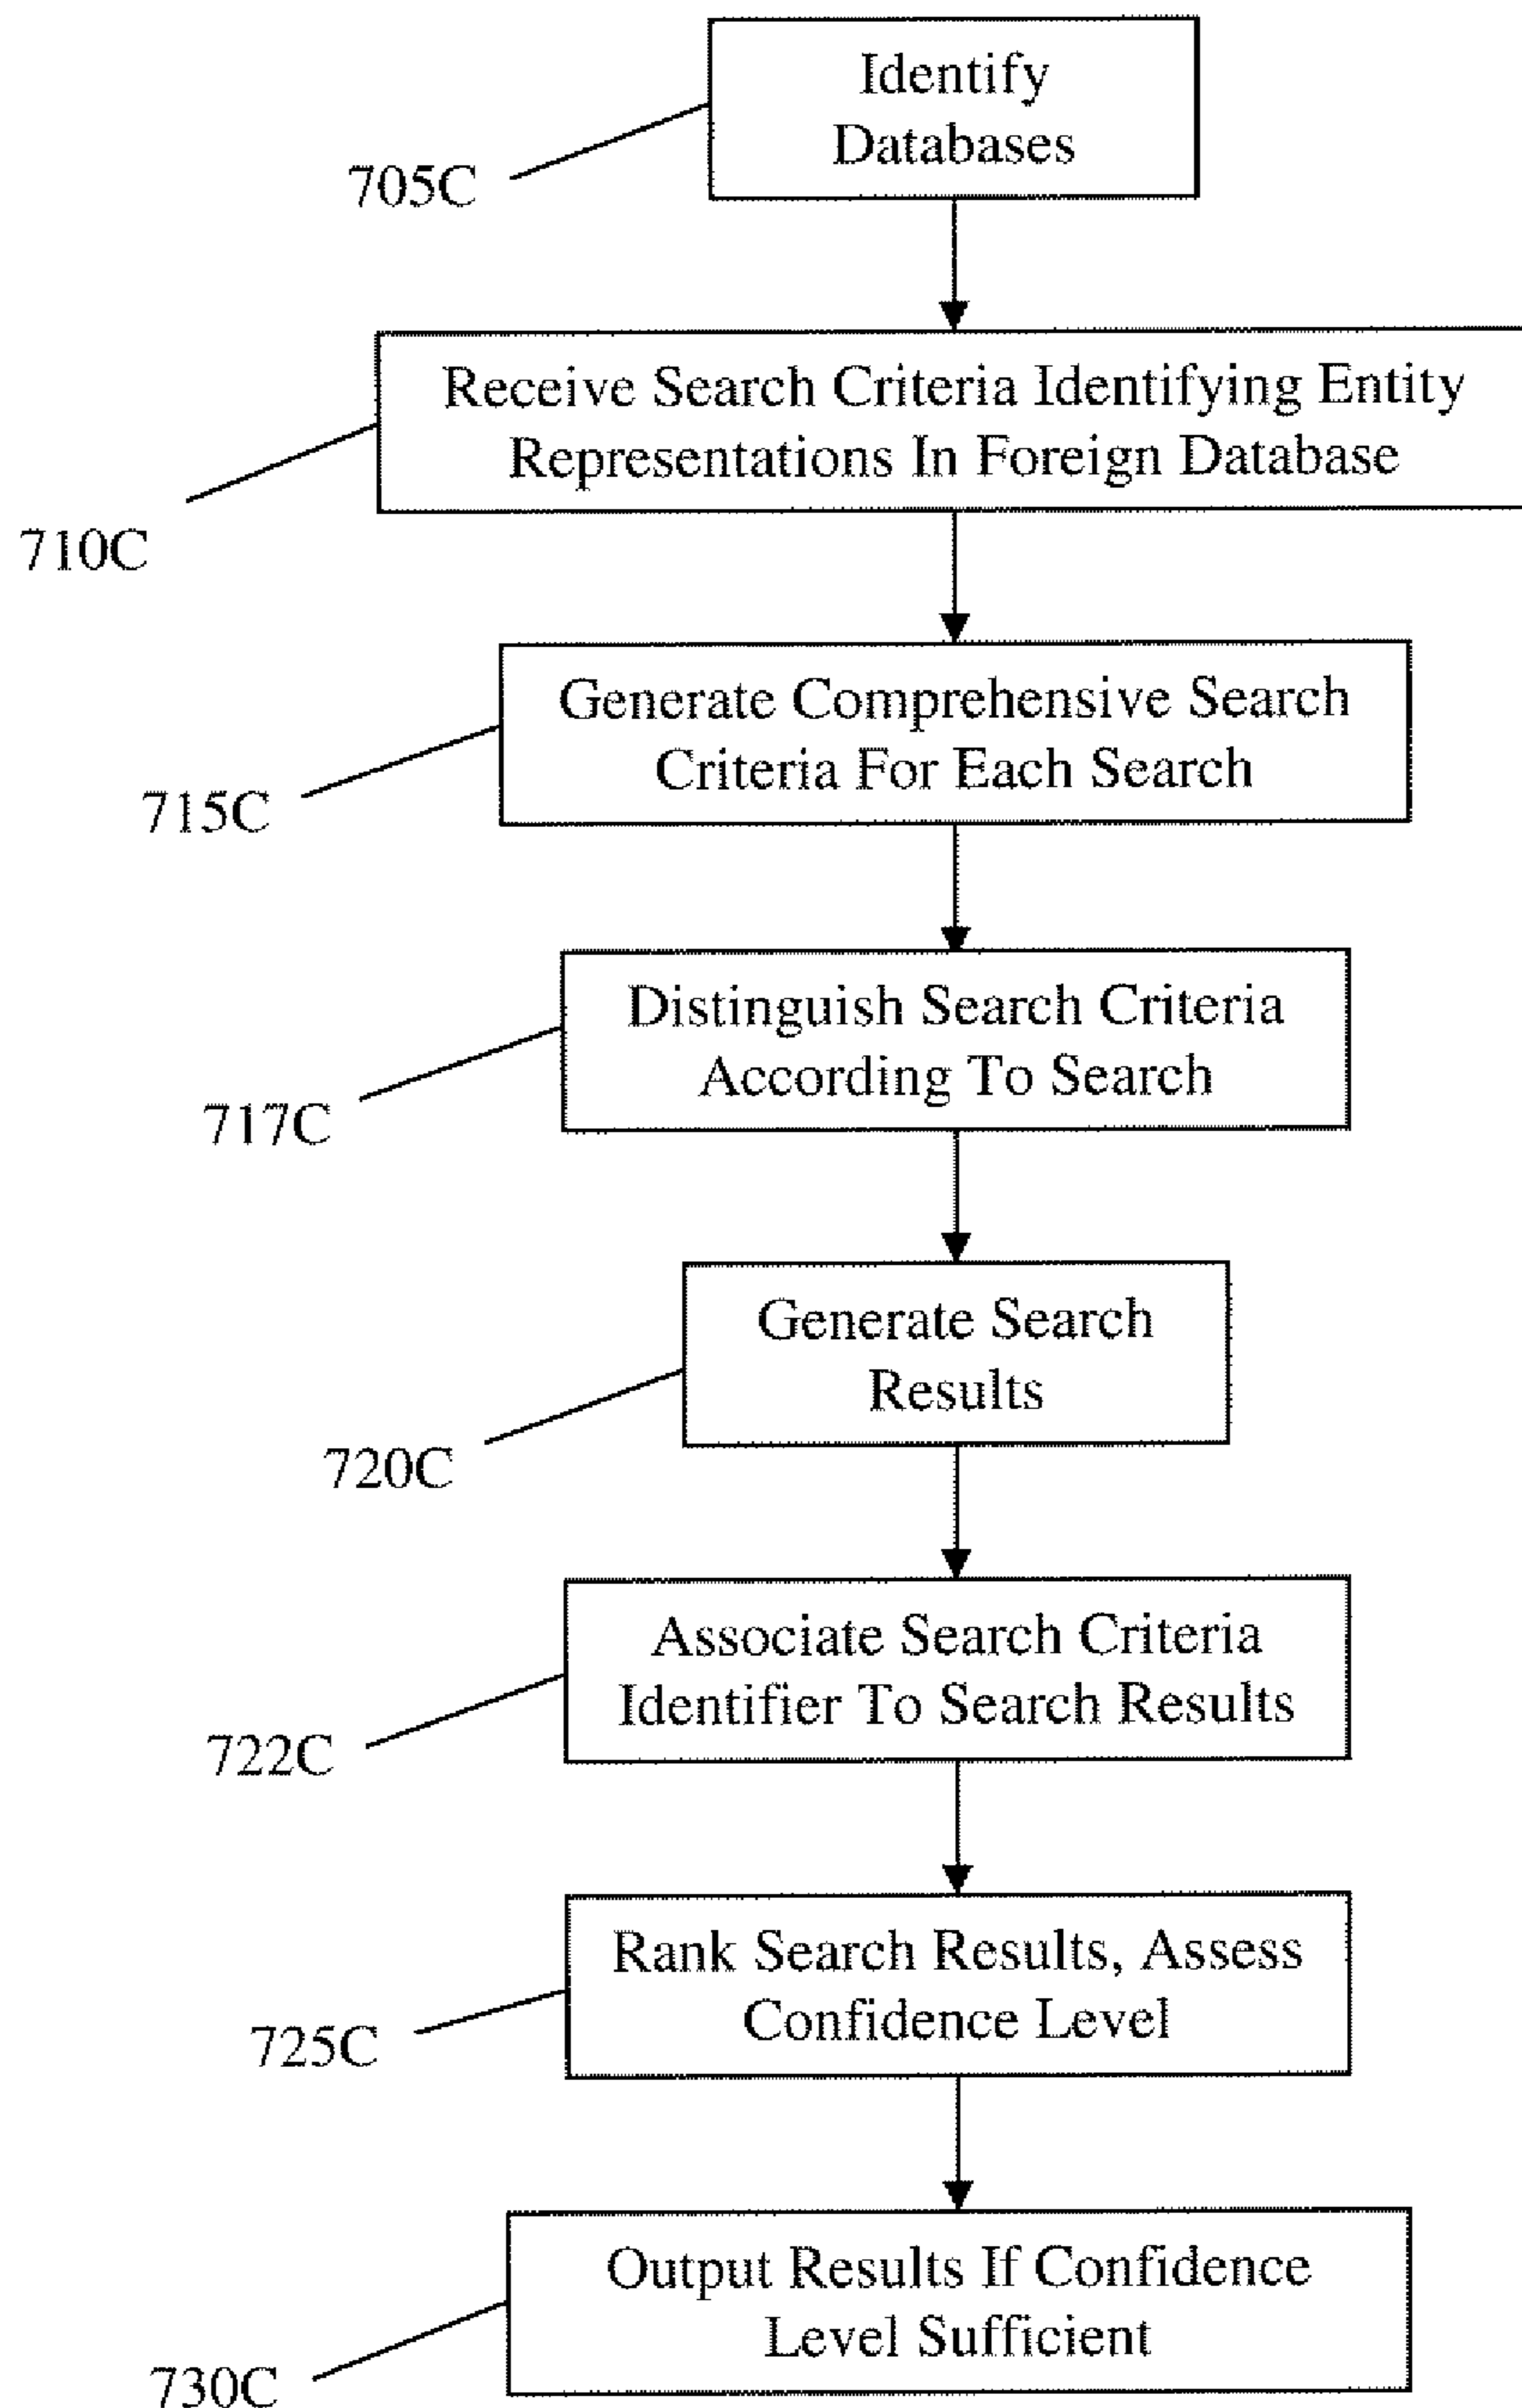 Identify
Databases
705C
Receive Search Criteria Identifying Entity
Representations In Foreign Database
710C
Generate Comprehensive Search
Criteria For Each Search
715C
Distinguish Search Criteria
According To Search
717C
Generate Search
Results
720C
Associate Search Criteria
Identifier To Search Results
722C
Rank Search Results, Assess
Confidence Level
725C
Output Results If Confidence
Level Sufficient
730C